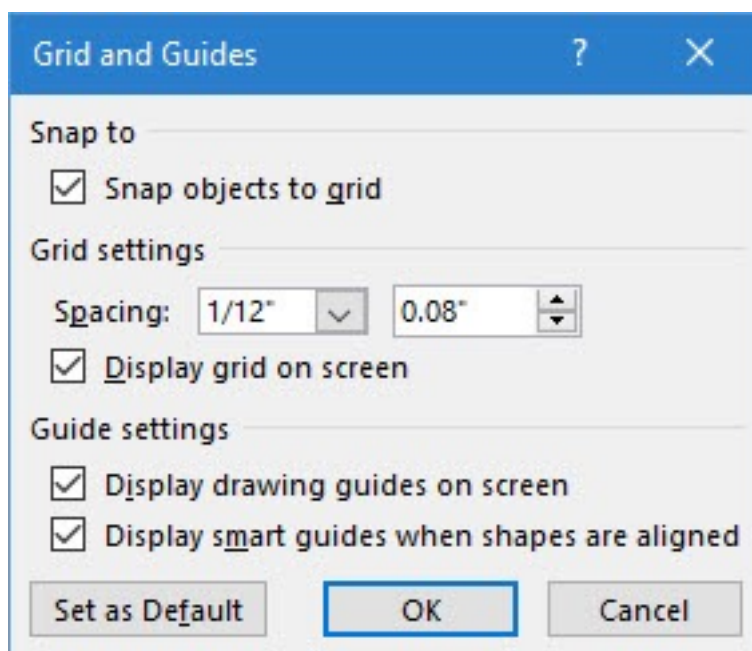 Grid and Guides ?
Snap to
Snap objects to grid
Grid settings
Spacing: 1/12" 0.08"
Display grid on screen
Guide settings
Display drawing guides on screen
Display smart guides when shapes are aligned
Set as Default OK Cancel